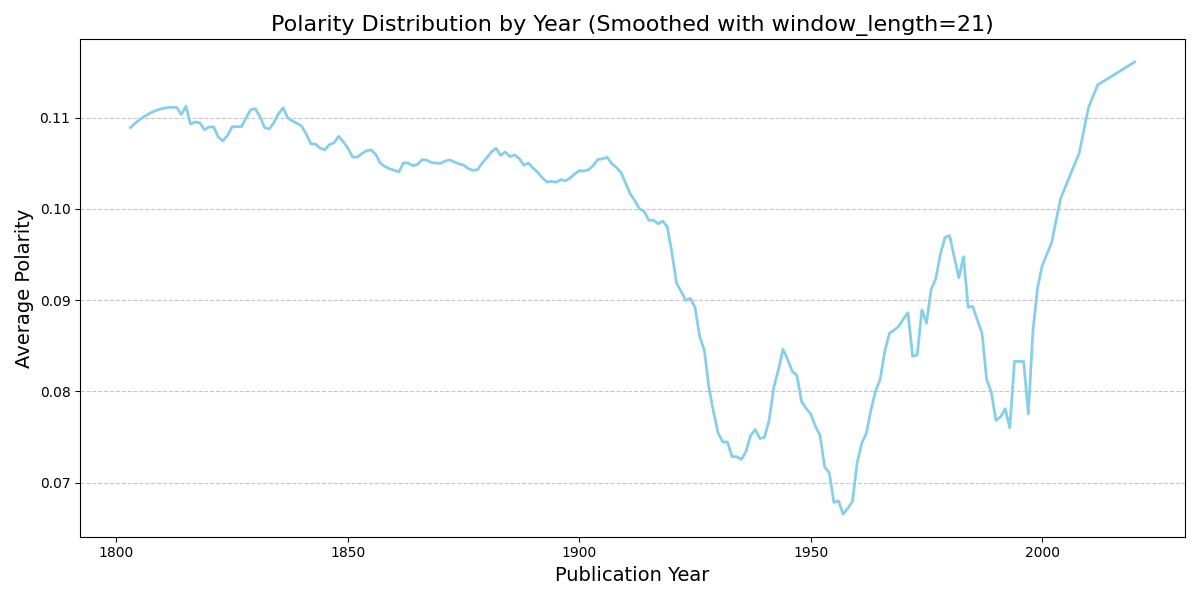 Polarity Distribution by Year (Smoothed with window_length=21)
0.11
0.10
0.09
0.08
0.07
Average Polarity
1800 1850 1900 1950 2000
Publication Year